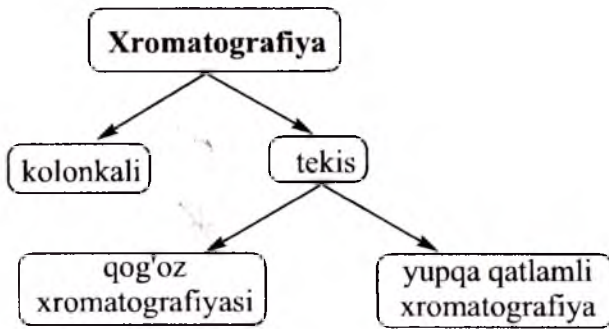 Xromatografiya
kolonkali
tekis
qog'oz
xromatografiyasi
yupqa qatlamli
xromatografiya